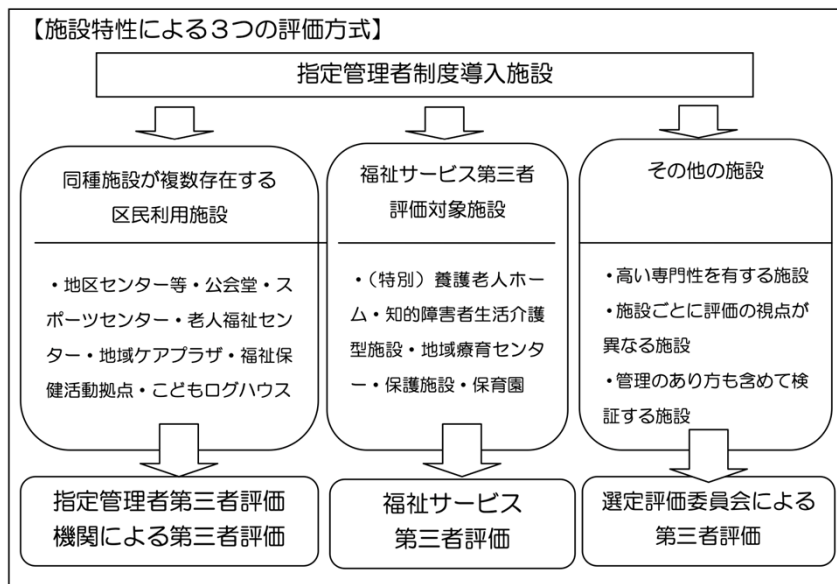 【施設特性による３つの評価方式】
指定管理者制度導入施設
同種施設が複数存在する
区民利用施設
・地区センター等・公会堂・ス
ポーツセンター・老人福祉セン
ター・地域ケアプラザ・福祉保
健活動拠点・こどもログハウス
指定管理者第三者評価
機関による第三者評価
福祉サービス第三者
評価対象施設
・（特別）養護老人ホー
ム・知的障害者生活介護
型施設・地域療育センタ
ー・保護施設・保育園
福祉サービス
第三者評価
その他の施設
・高い専門性を有する施設
・施設ごとに評価の視点が
異なる施設
・管理のあり方も含めて検
証する施設
選定評価委員会による
第三者評価